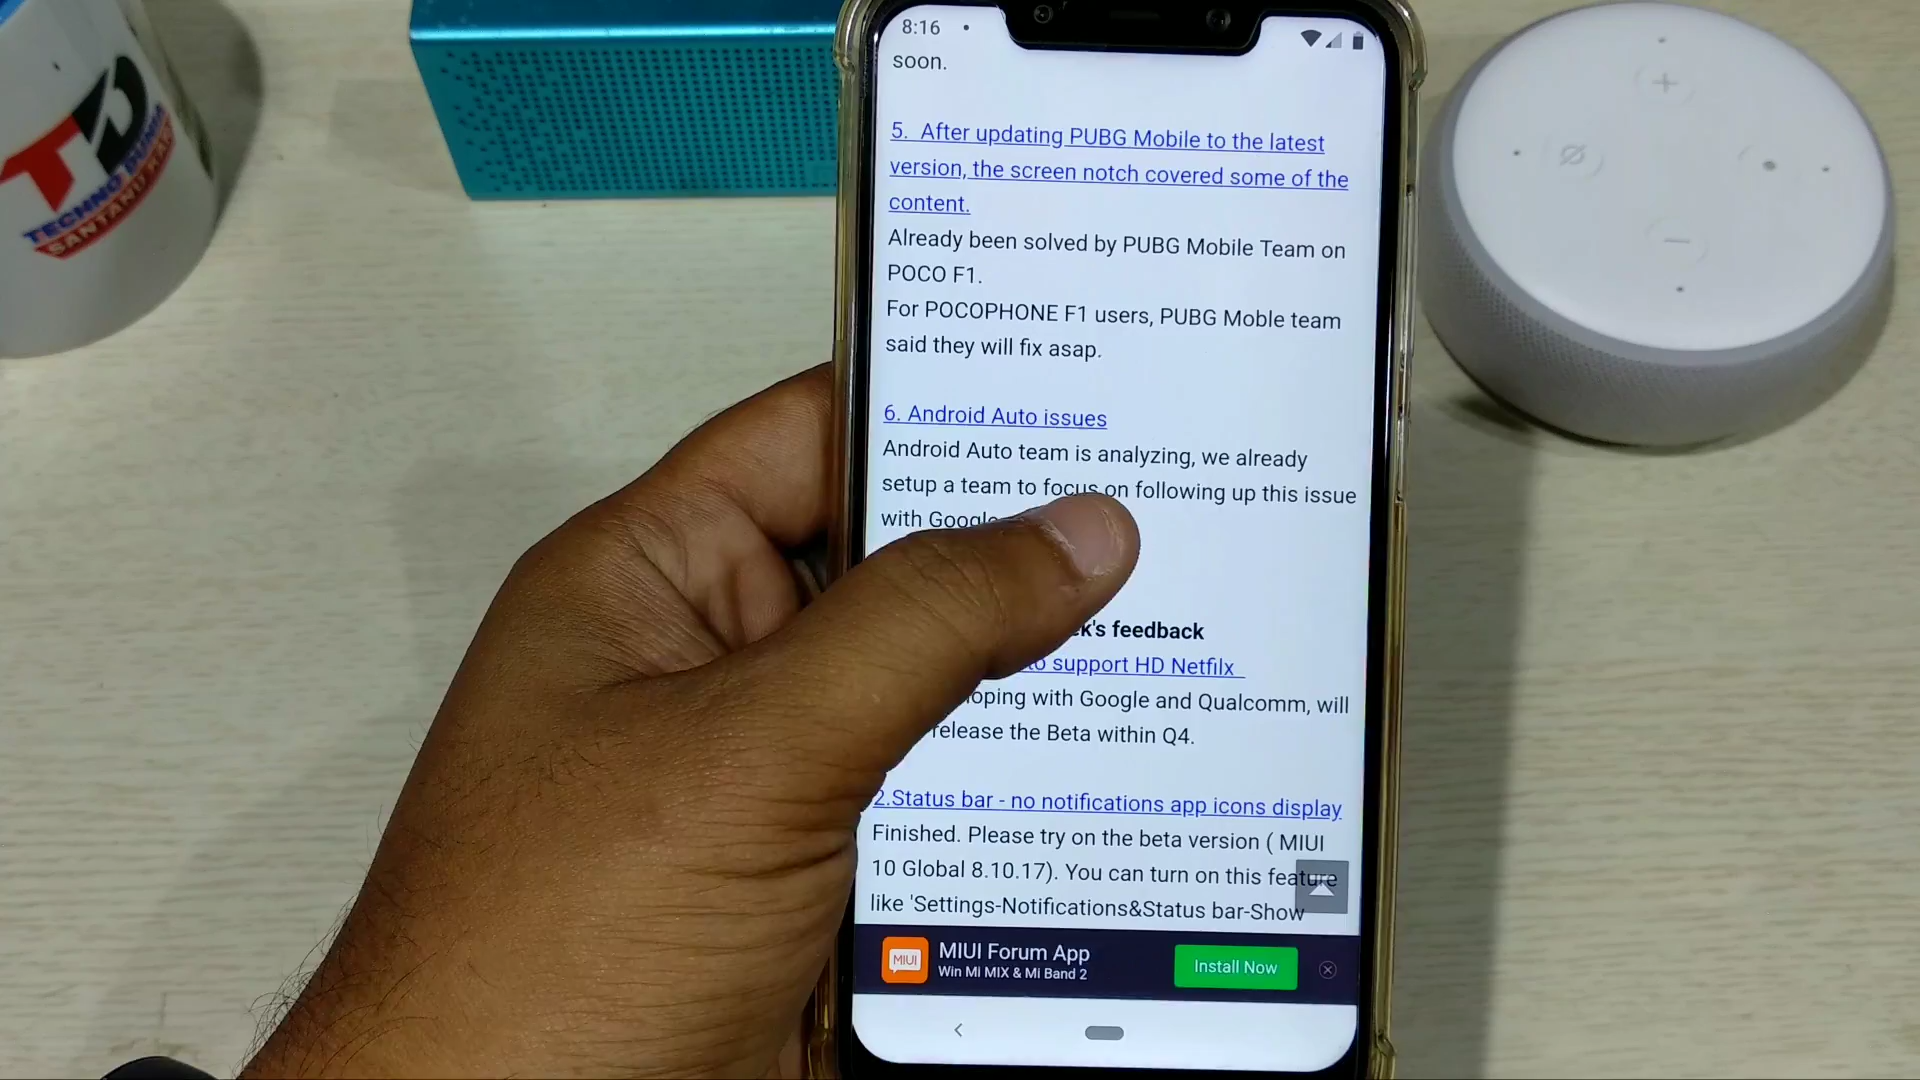 TD
TECHNO DUNIA
SANTANU KAR
8:16
soon.
5. After updating PUBG Mobile to the latest
version, the screen notch covered some of the
content.
Already been solved by PUBG Mobile Team on
POCO F1.
For POCOPHONE F1 users, PUBG Moble team
said they will fix asap.
6. Android Auto issues
Android Auto team is analyzing, we already
setup a team to focus on following up this issue
with Google
feedback
to support HD Netfilx
with Google and Qualcomm, will
release the Beta within Q4.
2.Status bar - no notifications app icons display
Finished. Please try on the beta version ( MIUI
10 Global 8.10.17). You can turn on this feature
like 'Settings-Notifications&Status bar-Show
MIUI
MIUI Forum App
Win Mi MIX & Mi Band 2
Install Now